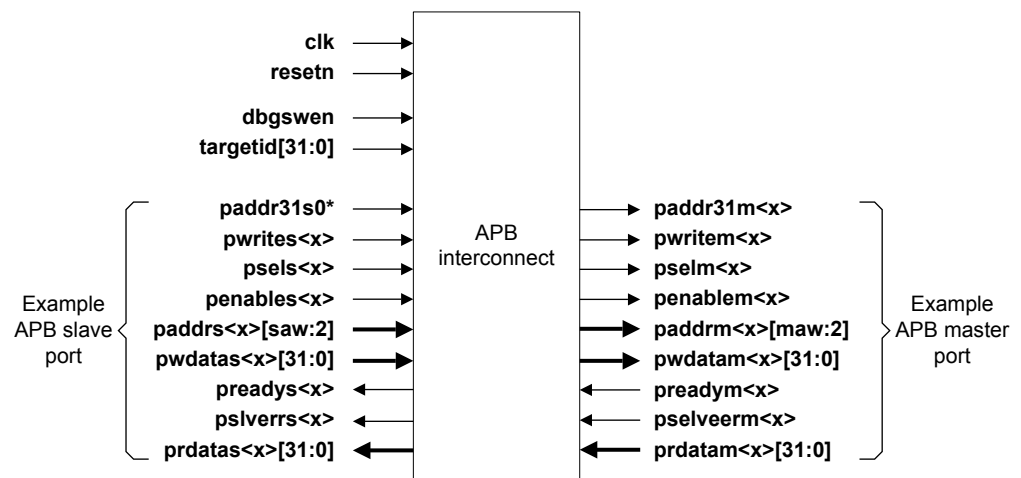 clk
resetn
dbgswen
targetid[31:0]
paddr31s0*
pwrites<x>
psels<x>
penables<x>
paddrs<x>[saw:2]
pwdatas<x>[31:0]
preadys<x>
pslverrs<x>
prdatas<x>[31:0]
Example
APB slave
port
APB
interconnect
paddr31m<x>
pwritem<x>
pselm<x>
penablem<x>
paddrm<x>[maw:2]
pwdatam<x>[31:0]
preadym<x>
pselveerm<x>
prdatam<x>[31:0]
Example
APB master
port